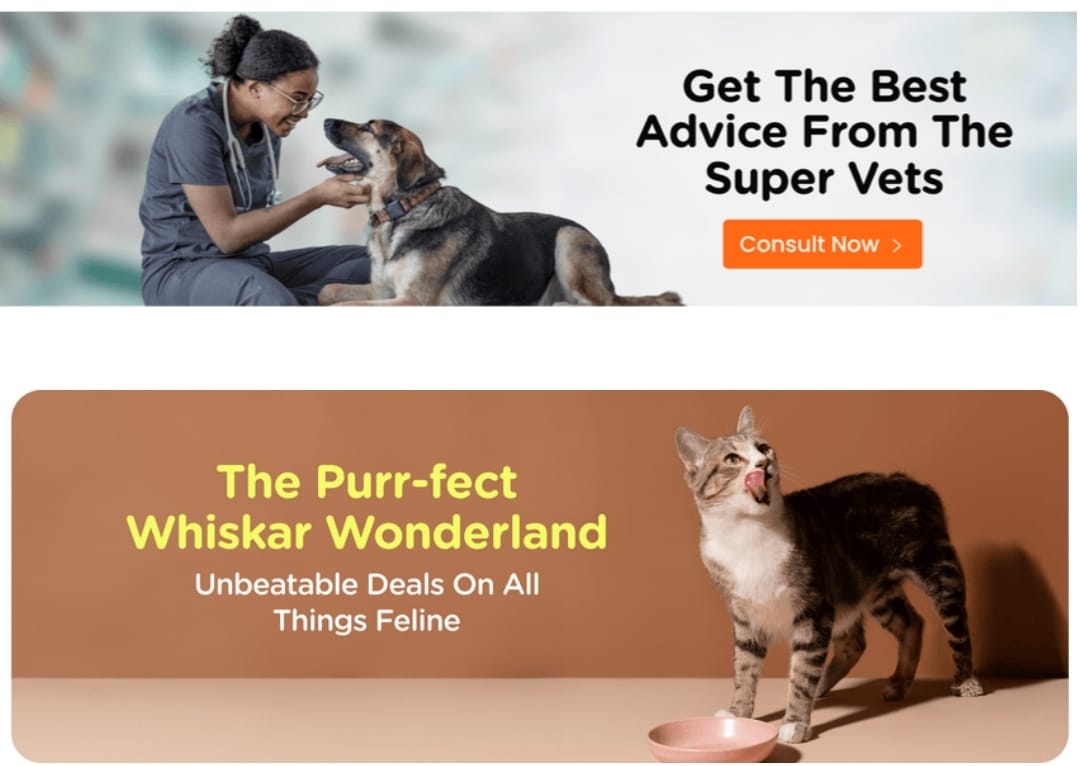 Get The Best
Advice From The
Super Vets
Consult Now >
The Purr-fect
Whiskar Wonderland
Unbeatable Deals On All
Things Feline